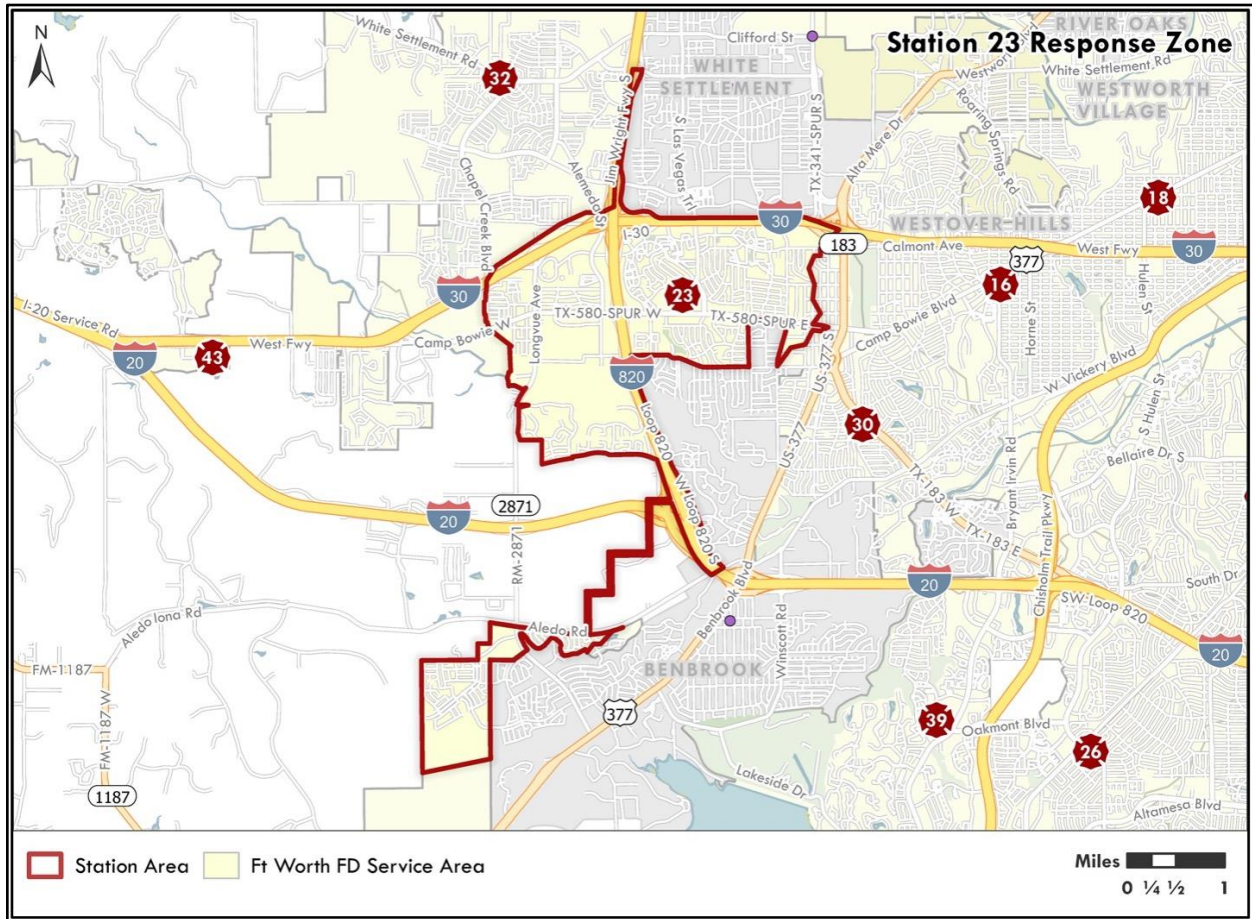 N
Station 23 Response Zone
RIVER OAKS
White Settlement Rd
Clifford St
WHITE
SETTLEMENT
Westworth
White Settlement Rd
WESTWORTH
VILLAGE
32
Jim Wright Fwy S
S Las Vegas Trl
TX-341-SPUR S
Alta Mere Dr
Roaring Springs Rd
Chapel Creek Blvd
Alemeda St
18
WESTOVER-HILLS
30
I-30
183
Calmont Ave
West Fwy
377
30
Hulen St
16
I-20 Service Rd
30
23
Longvue Ave
TX-580-SPUR W
TX-580-SPUR E
Camp Bowie W
Camp Bowie Blvd
Horne St
West Fwy
43
20
820
US-377 S
W Vickery Blvd
S Hulen St
Loop 820
US-377
30
Bellaire Dr S
W Loop 820 S
TX-183 W
Bryant Irvin Rd
2871
20
RM-2871
TX-183 E
Chisholm Trail Pkwy
20
South Dr
SW Loop 820
Aledo Iona Rd
Aledo Rd
Benbrook Blvd
Winscott Rd
20
FM-1187
BENBROOK
FM-1187 W
377
39
Oakmont Blvd
26
Lakeside Dr
1187
Altamesa Blvd
Station Area
Ft Worth FD Service Area
Miles
0 ¼ ½ 1